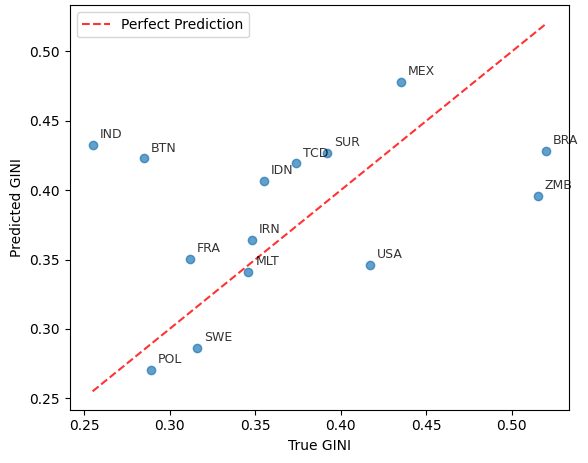 Perfect Prediction
MEX
IND
BTN
SUR
TCD
BRA
IDN
ZMB
IRN
FRA
MLT
USA
SWE
POL
0.50
0.45
0.40
0.35
0.30
0.25
Predicted GINI
0.25 0.30 0.35 0.40 0.45 0.50
True GINI